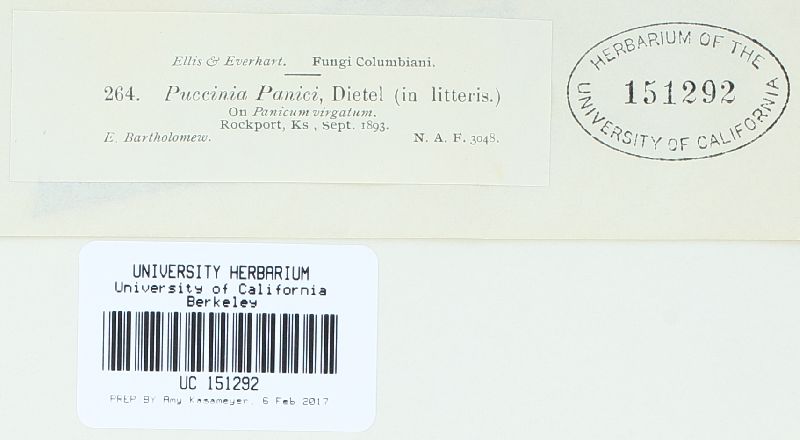 Ellis & Everhart. Fungi Columbiani.
264. Puccinia Panici, Dietel (in litteris.)
On Panicum virgatum.
Rockport, Ks, Sept. 1893.
E. Bartholomew. N. A. F. 3048.
HERBARIUM OF THE
151292
UNIVERSITY OF CALIFORNIA
UNIVERSITY HERBARIUM
University of California
Berkeley
UC 151292
PREP BY Amy Kasameyer, 6 Feb 2017